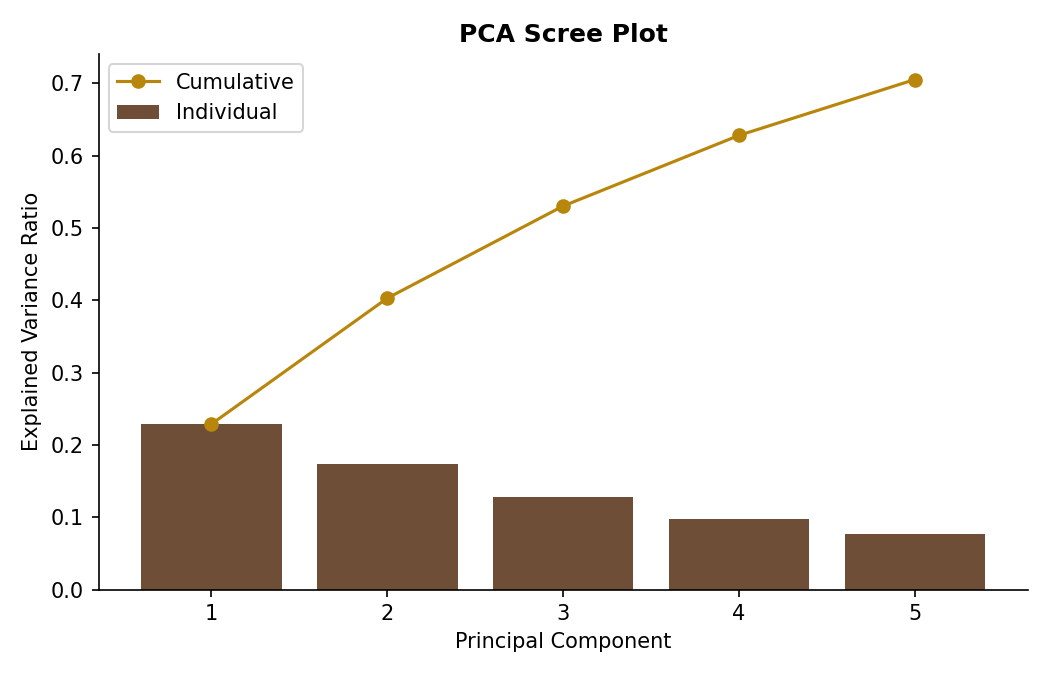 PCA Scree Plot
Cumulative
Individual
Explained Variance Ratio
0.7
0.6
0.5
0.4
0.3
0.2
0.1
0.0
1 2 3 4 5
Principal Component